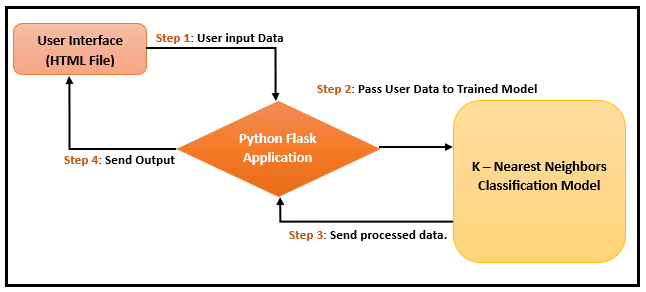 User Interface
(HTML File)
Step 1: User input Data
Step 2: Pass User Data to Trained Model
Python Flask
Application
K – Nearest Neighbors
Classification Model
Step 4: Send Output
Step 3: Send processed data.